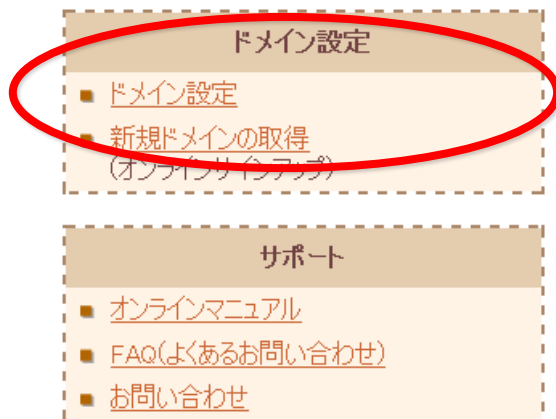 ドメイン設定
ドメイン設定
新規ドメインの取得
(オンラインサインアップ)
サポート
オンラインマニュアル
FAQ(よくあるお問い合わせ)
お問い合わせ